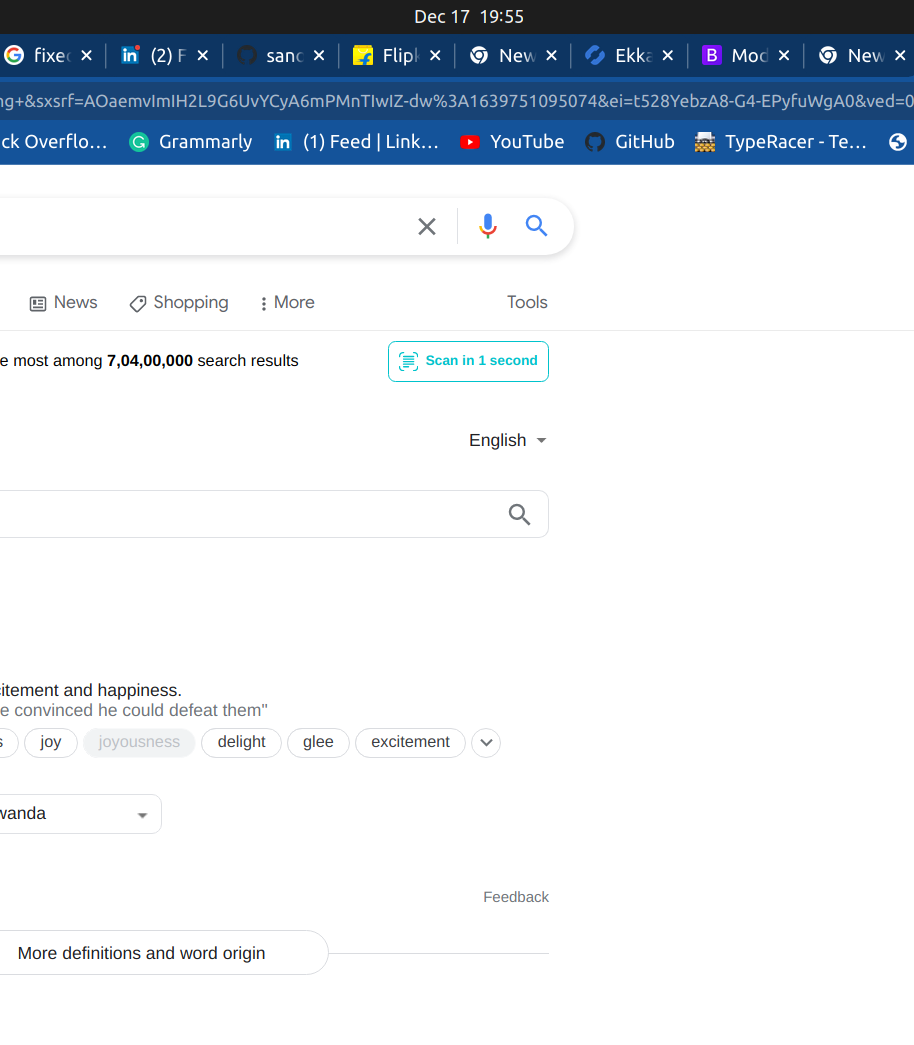 Dec 17 19:55
fixed (2) F sanc Flipk New Ekka Mod New
ng+&sxsrf=AOaemvImIH2L9G6UvYCyA6mPMnTIwIZ-dw%3A1639751095074&ei=t528YebzA8-G4-EPyfuWgA0&ved=0
ck Overflo... Grammarly (1) Feed | Link... YouTube GitHub TypeRacer - Te...
News Shopping More Tools
e most among 7,04,00,000 search results Scan in 1 second
English
citement and happiness.
e convinced he could defeat them"
s joy joyousness delight glee excitement
wanda
Feedback
More definitions and word origin